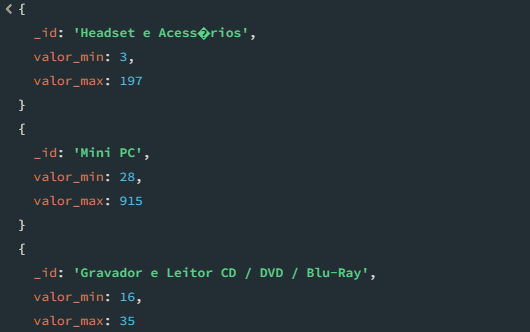 {
_id: 'Headset e Acess�rios',
valor_min: 3,
valor_max: 197
}
{
_id: 'Mini PC',
valor_min: 28,
valor_max: 915
}
{
_id: 'Gravador e Leitor CD / DVD / Blu-Ray',
valor_min: 16,
valor_max: 35